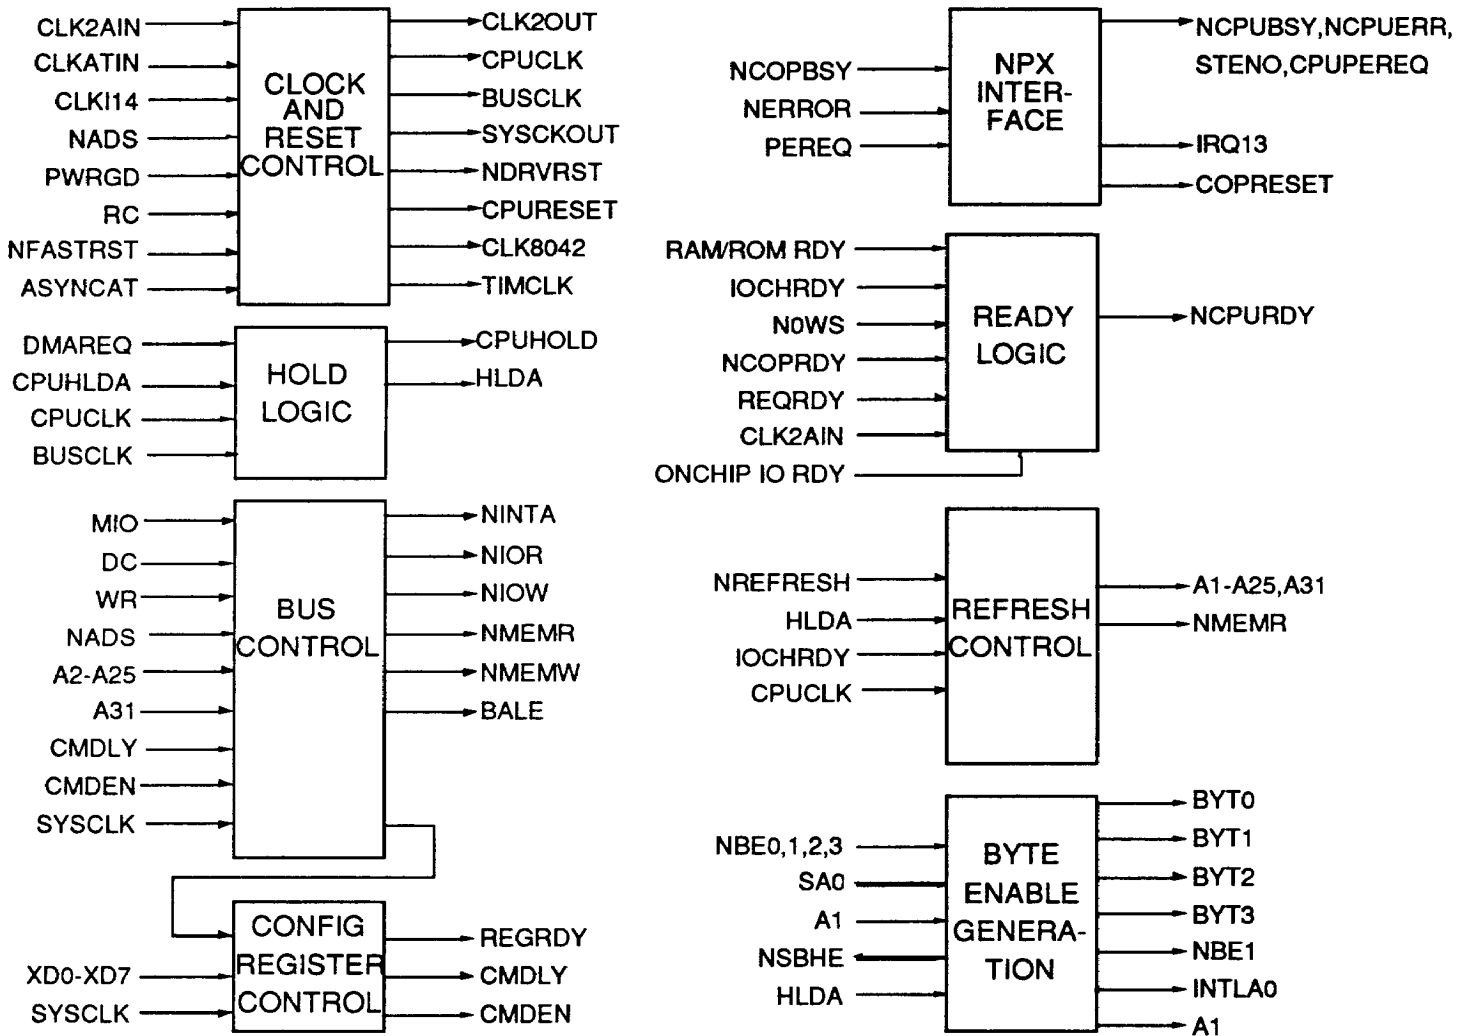 CLK2AIN
CLKATIN
CLKI14
NADS
PWRGD
RC
NFASTRST
ASYNCAT
CLOCK
AND
RESET
CONTROL
CLK2OUT
CPUCLK
BUSCLK
SYSCKOUT
NDRVRST
CPURESET
CLK8042
TIMCLK
DMAREQ
CPUHLDA
CPUCLK
BUSCLK
HOLD
LOGIC
CPUHOLD
HLDA
MIO
DC
WR
NADS
A2-A25
A31
CMDLY
CMDEN
SYSCLK
BUS
CONTROL
NINTA
NIOR
NIOW
NMEMR
NMEMW
BALE
XD0-XD7
SYSCLK
CONFIG
REGISTER
CONTROL
REGRDY
CMDLY
CMDEN
NCOPBSY
NERROR
PEREQ
NPX
INTER-
FACE
NCPUBSY,NCPUERR,
STENO,CPUPEREQ
IRQ13
COPRESET
RAM/ROM RDY
IOCHRDY
N0WS
NCOPRDY
REQRDY
CLK2AIN
ONCHIP IO RDY
READY
LOGIC
NCPURDY
NREFRESH
HLDA
IOCHRDY
CPUCLK
REFRESH
CONTROL
A1-A25,A31
NMEMR
NBE0,1,2,3
SA0
A1
NSBHE
HLDA
BYTE
ENABLE
GENERA-
TION
BYT0
BYT1
BYT2
BYT3
NBE1
INTLA0
A1